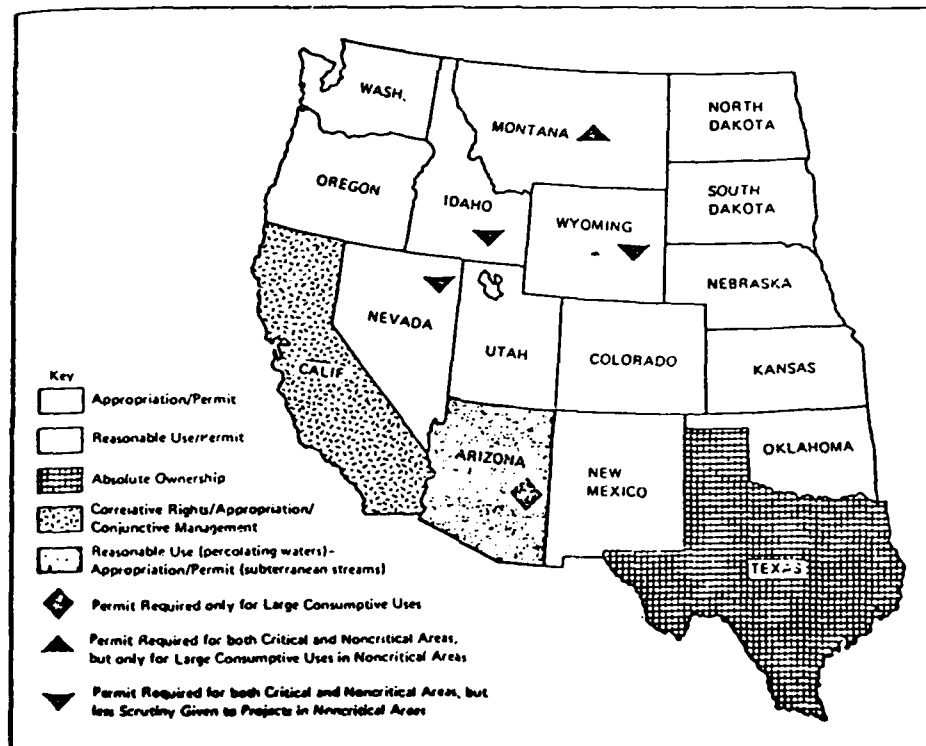 WASH.
MONTANA
NORTH
DAKOTA
OREGON
IDAHO
SOUTH
DAKOTA
WYOMING
NEBRASKA
NEVADA
UTAH
COLORADO
KANSAS
CALIF
ARIZONA
NEW
MEXICO
OKLAHOMA
TEXAS
Key
Appropriation/Permit
Reasonable Use/Permit
Absolute Ownership
Correlative Rights/Appropriation/
Conjunctive Management
Reasonable Use (percolating waters)-
Appropriation/Permit (subterranean streams)
Permit Required only for Large Consumptive Uses
Permit Required for both Critical and Noncritical Areas,
but only for Large Consumptive Uses in Noncritical Areas
Permit Required for both Critical and Noncritical Areas, but
less Scrutiny Given to Projects in Noncritical Areas